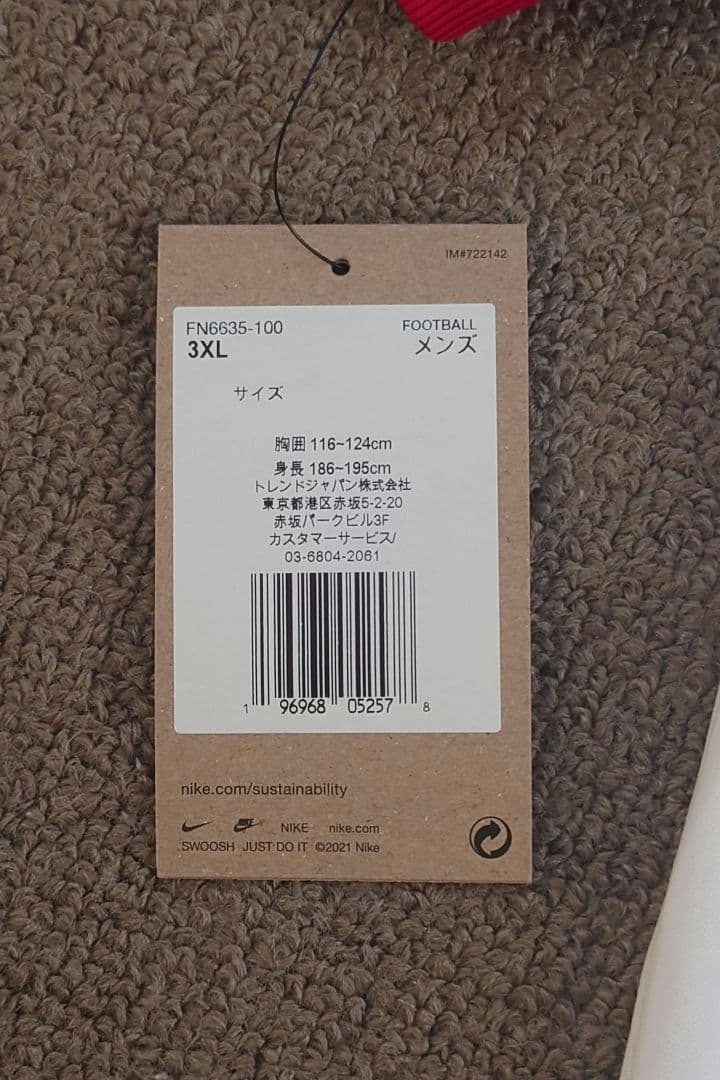 IM#722142
FN6635-100 FOOTBALL
3XL メンズ
サイズ
胸囲 116~124cm
身長 186~195cm
トレンドジャパン株式会社
東京都港区赤坂5-2-20
赤坂パークビル3F
カスタマーサービス/
03-6804-2061
1 96968 05257 8
nike.com/sustainability
NIKE nike.com
SWOOSH JUST DO IT ©2021 Nike